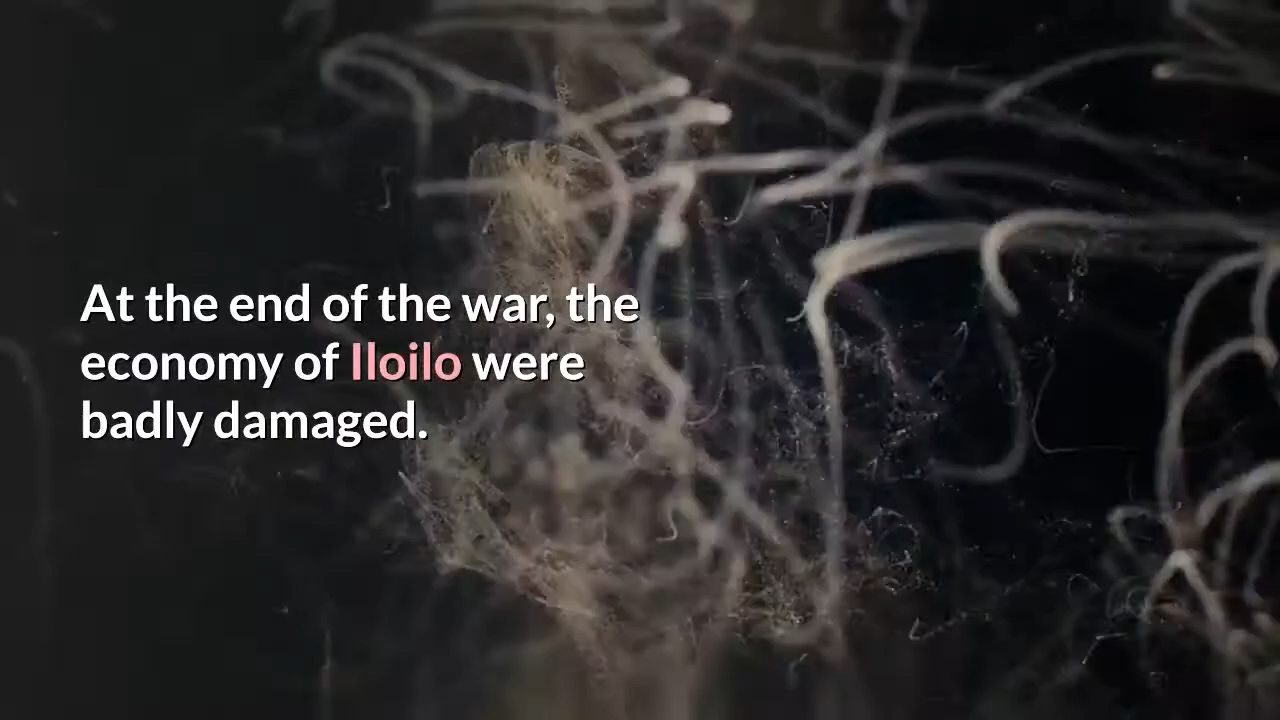 At the end of the war, the
economy of Iloilo were
badly damaged.